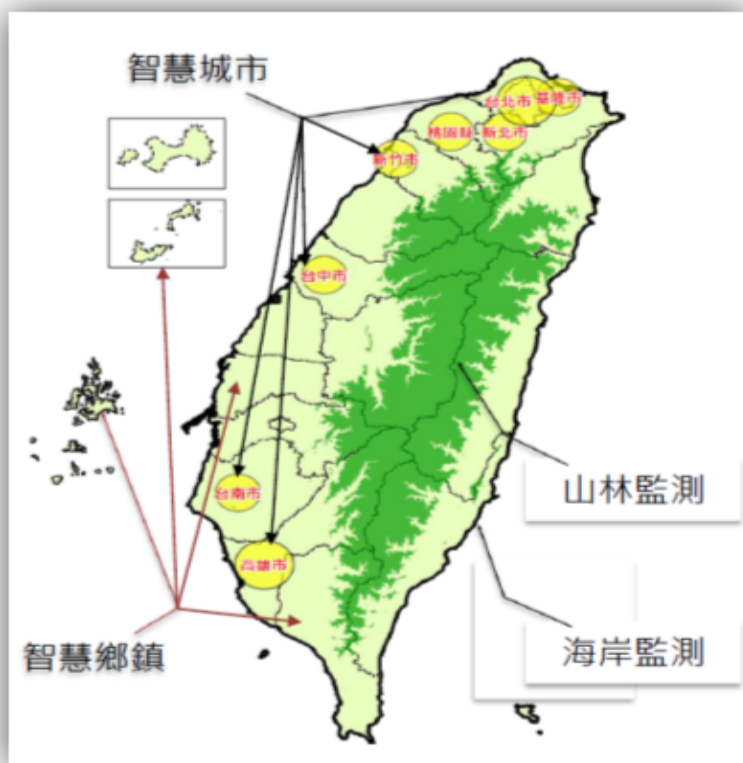 智慧城市
台北市
基隆市
桃園縣
新北市
新竹市
台中市
台南市
山林監測
高雄市
智慧鄉鎮
海岸監測